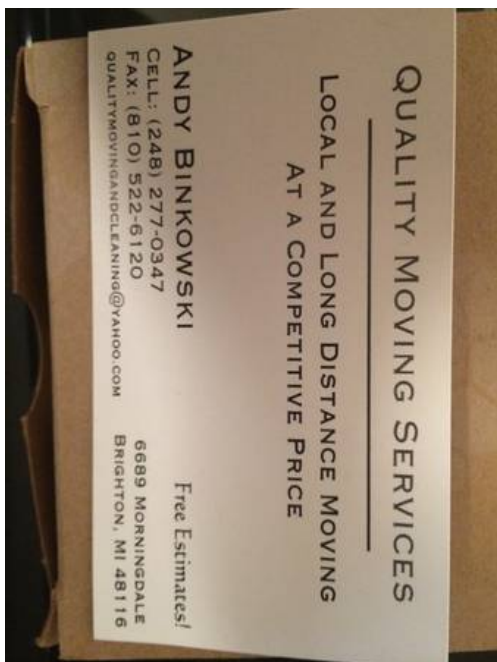 QUALITY MOVING SERVICES
LOCAL AND LONG DISTANCE MOVING
AT A COMPETITIVE PRICE
Free Estimates!
ANDY BINKOWSKI
CELL: (248) 277-0347
FAX: (810) 522-6120
QUALITYMOVINGANDCLEANING@YAHOO.COM
6689 MORNINGDALE
BRIGHTON, MI 48116